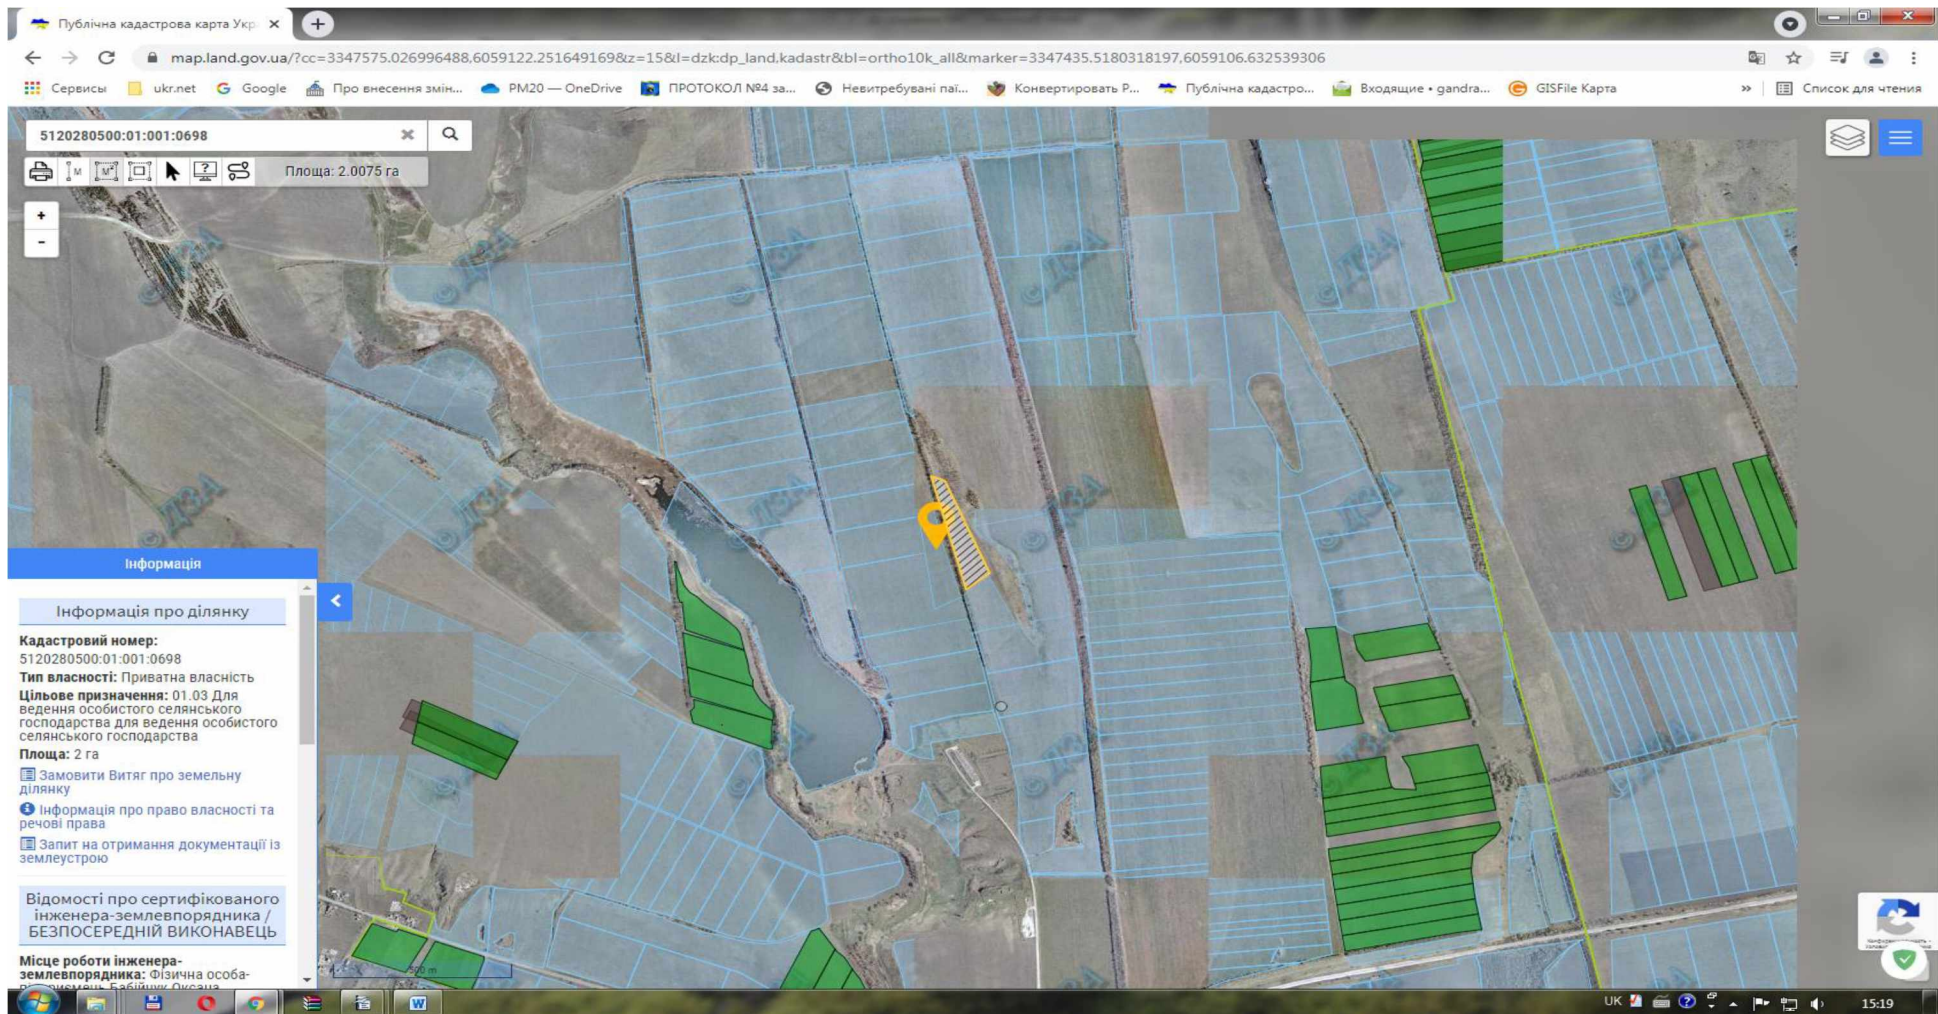 Публічна кадастрова карта Укр
map.land.gov.ua/?cc=3347575.026996488,6059122.251649169&z=15&l=dzk:dp_land,kadastr&bl=ortho10k_all&marker=3347435.5180318197,6059106.632539306
Сервисы ukr.net Google Про внесення змін... PM20 — OneDrive ПРОТОКОЛ №4 за... Невитребувані паї... Конвертировать P... Публічна кадастро... Входящие • gandra... GISFile Карта » Список для чтения
5120280500:01:001:0698
Площа: 2.0075 га
+
-
© ДЗА
Інформація
Інформація про ділянку
Кадастровий номер:
5120280500:01:001:0698
Тип власності: Приватна власність
Цільове призначення: 01.03 Для
ведення особистого селянського
господарства для ведення особистого
селянського господарства
Площа: 2 га
Замовити Витяг про земельну
ділянку
Інформація про право власності та
речові права
Запит на отримання документації із
землеустрою
Відомості про сертифікованого
інженера-землевпорядника /
БЕЗПОСЕРЕДНІЙ ВИКОНАВЕЦЬ
Місце роботи інженера-
землевпорядника: Фізична особа-
підприємець Бабійчук Оксана
500 m
UK 15:19